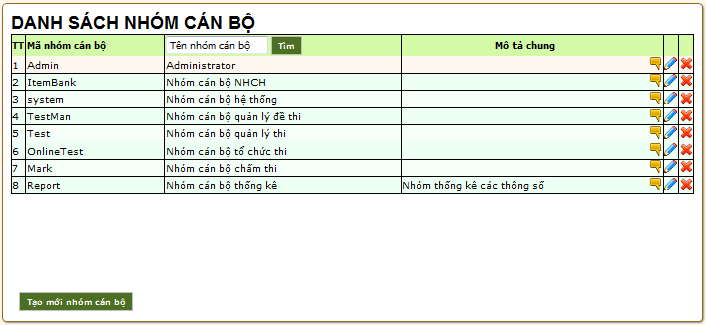 DANH SÁCH NHÓM CÁN BỘ
TT Mã nhóm cán bộ Tên nhóm cán bộ Tìm Mô tả chung
1 Admin Administrator
2 ItemBank Nhóm cán bộ NHCH
3 system Nhóm cán bộ hệ thống
4 TestMan Nhóm cán bộ quản lý đề thi
5 Test Nhóm cán bộ quản lý thi
6 OnlineTest Nhóm cán bộ tổ chức thi
7 Mark Nhóm cán bộ chấm thi
8 Report Nhóm cán bộ thống kê Nhóm thống kê các thông số
Tạo mới nhóm cán bộ